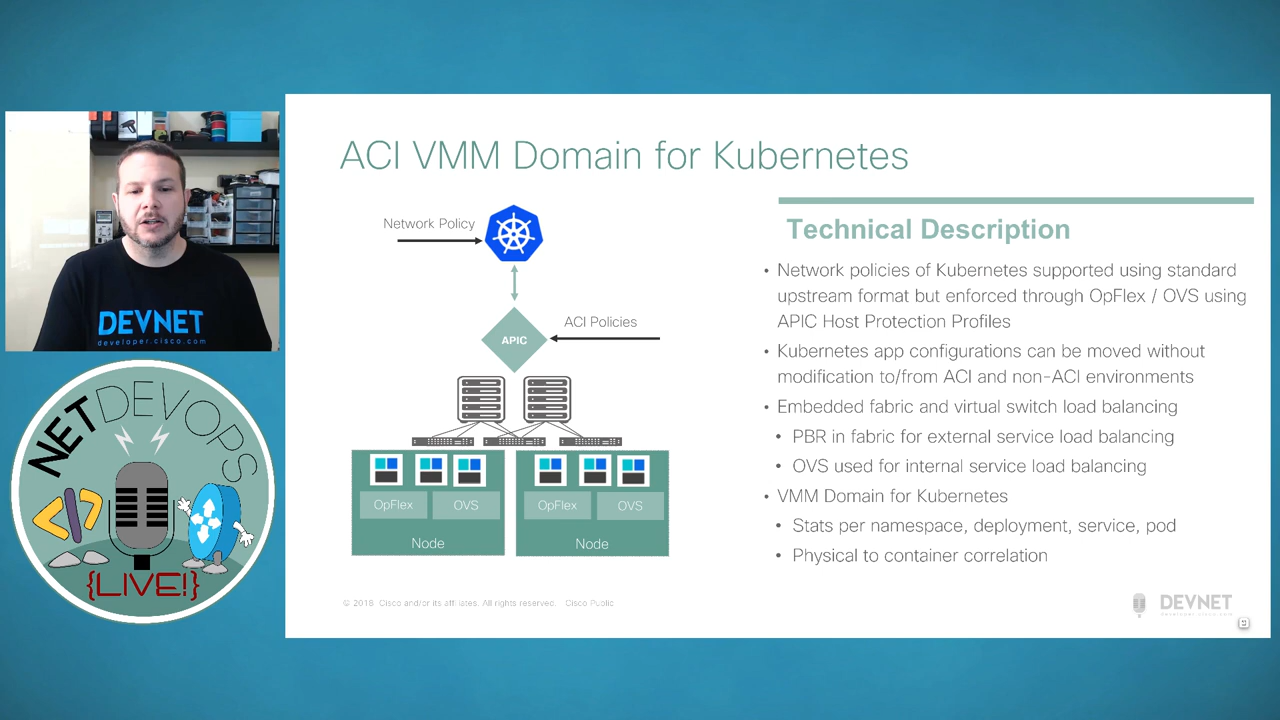 ACI VMM Domain for Kubernetes
Network Policy
APIC
ACI Policies
OpFlex
OVS
Node
OpFlex
OVS
Node
Technical Description
• Network policies of Kubernetes supported using standard
upstream format but enforced through OpFlex / OVS using
APIC Host Protection Profiles
• Kubernetes app configurations can be moved without
modification to/from ACI and non-ACI environments
• Embedded fabric and virtual switch load balancing
• PBR in fabric for external service load balancing
• OVS used for internal service load balancing
• VMM Domain for Kubernetes
• Stats per namespace, deployment, service, pod
• Physical to container correlation
© 2018 Cisco and/or its affiliates. All rights reserved. Cisco Public
DEVNET
developer.cisco.com
DEVNET
developer.cisco.com
NETDEVOPS
</>
{LIVE!}